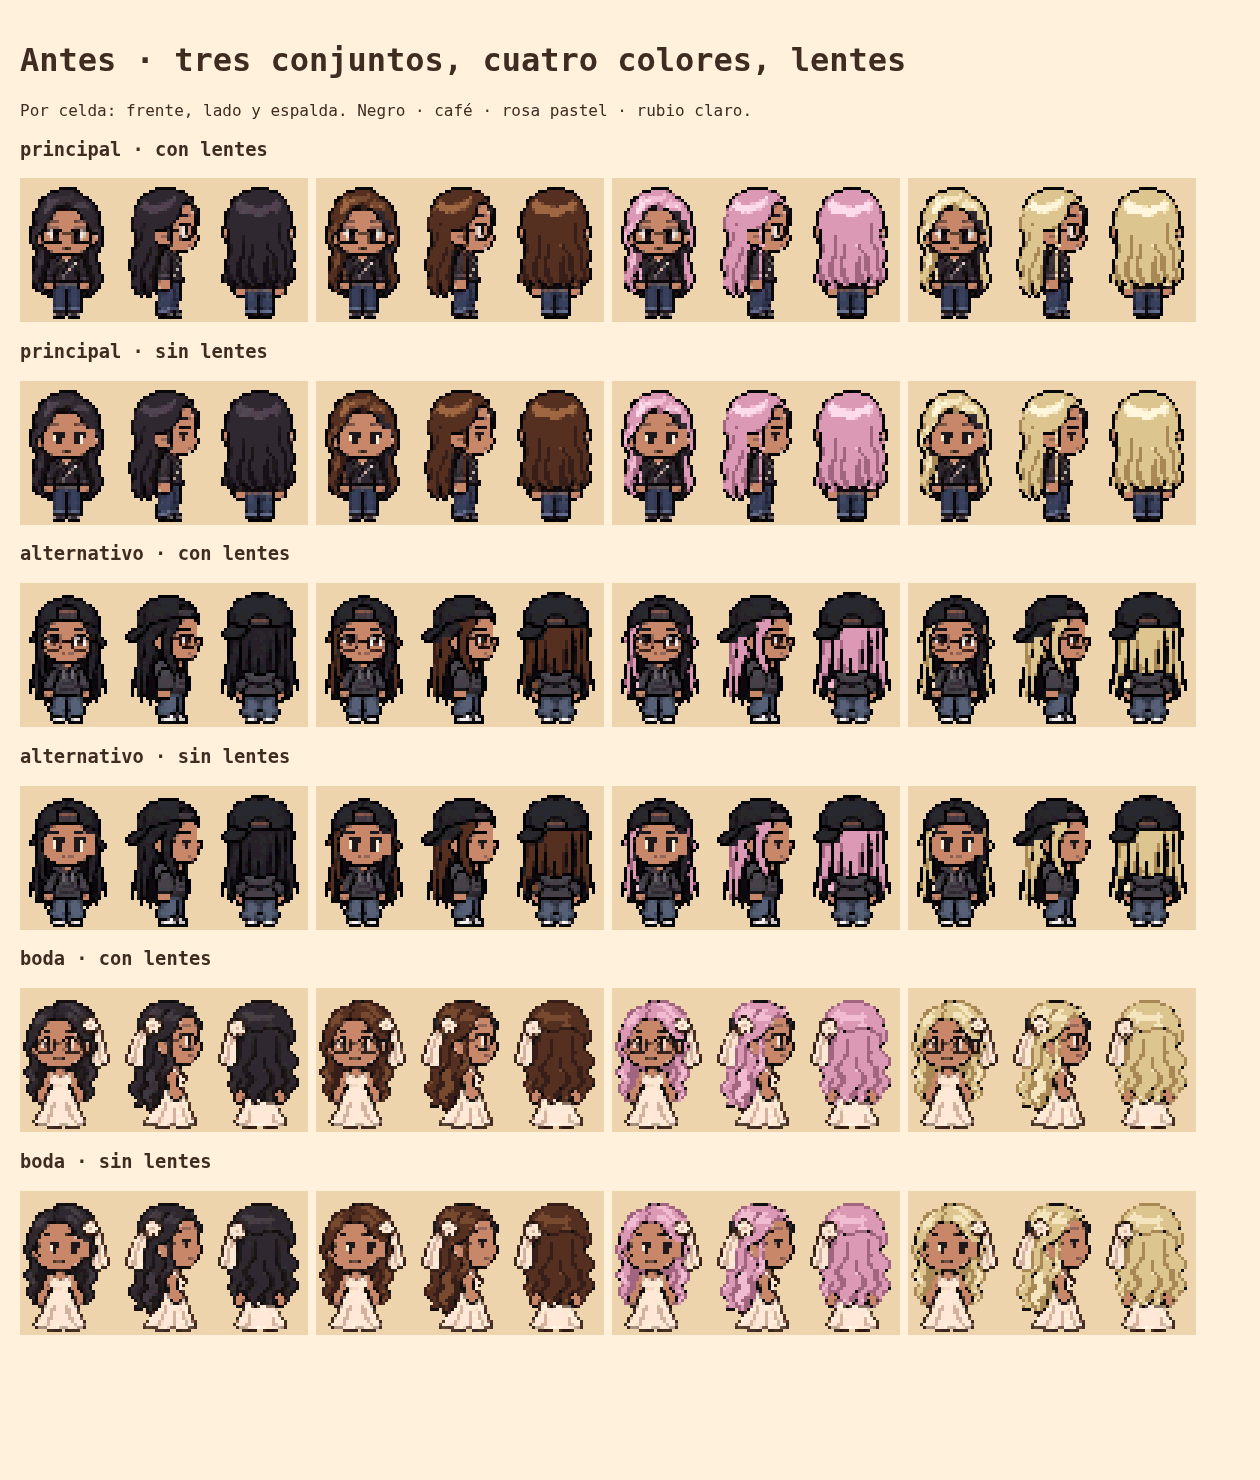 Antes · tres conjuntos, cuatro colores, lentes
Por celda: frente, lado y espalda. Negro · café · rosa pastel · rubio claro.
principal · con lentes
principal · sin lentes
alternativo · con lentes
alternativo · sin lentes
boda · con lentes
boda · sin lentes